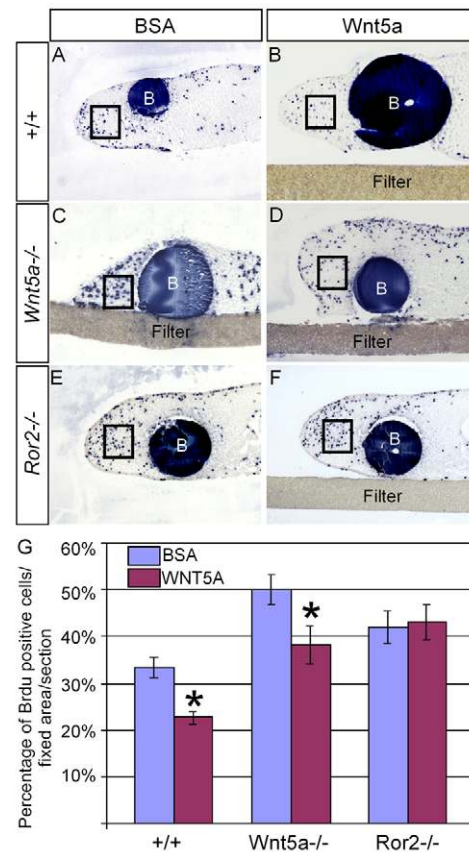 BSA
Wnt5a
+/+
A
B
B
B
Filter
Wnt5a-/-
C
B
Filter
D
B
Filter
Ror2-/-
E
B
F
B
Filter
G
Percentage of Brdu positive cells/
fixed area/section
60%
50%
40%
30%
20%
10%
BSA
WNT5A
*
*
+/+
Wnt5a-/-
Ror2-/-